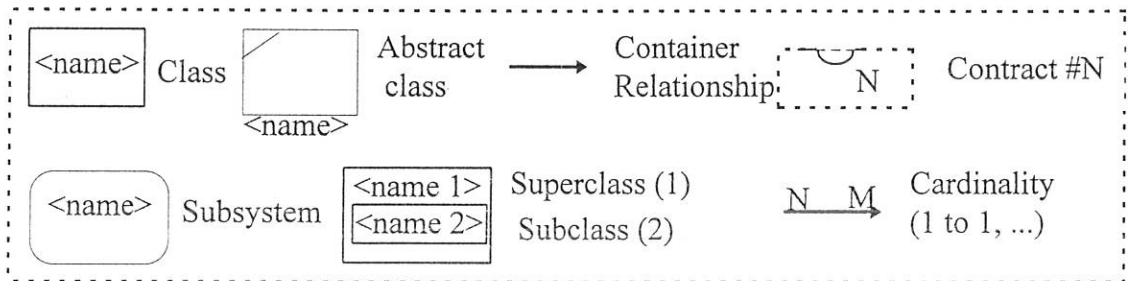 <name> Class
Abstract
class
<name>
Container
Relationship
N
Contract #N
<name> Subsystem
<name 1>
<name 2>
Superclass (1)
Subclass (2)
N M
Cardinality
(1 to 1, ...)